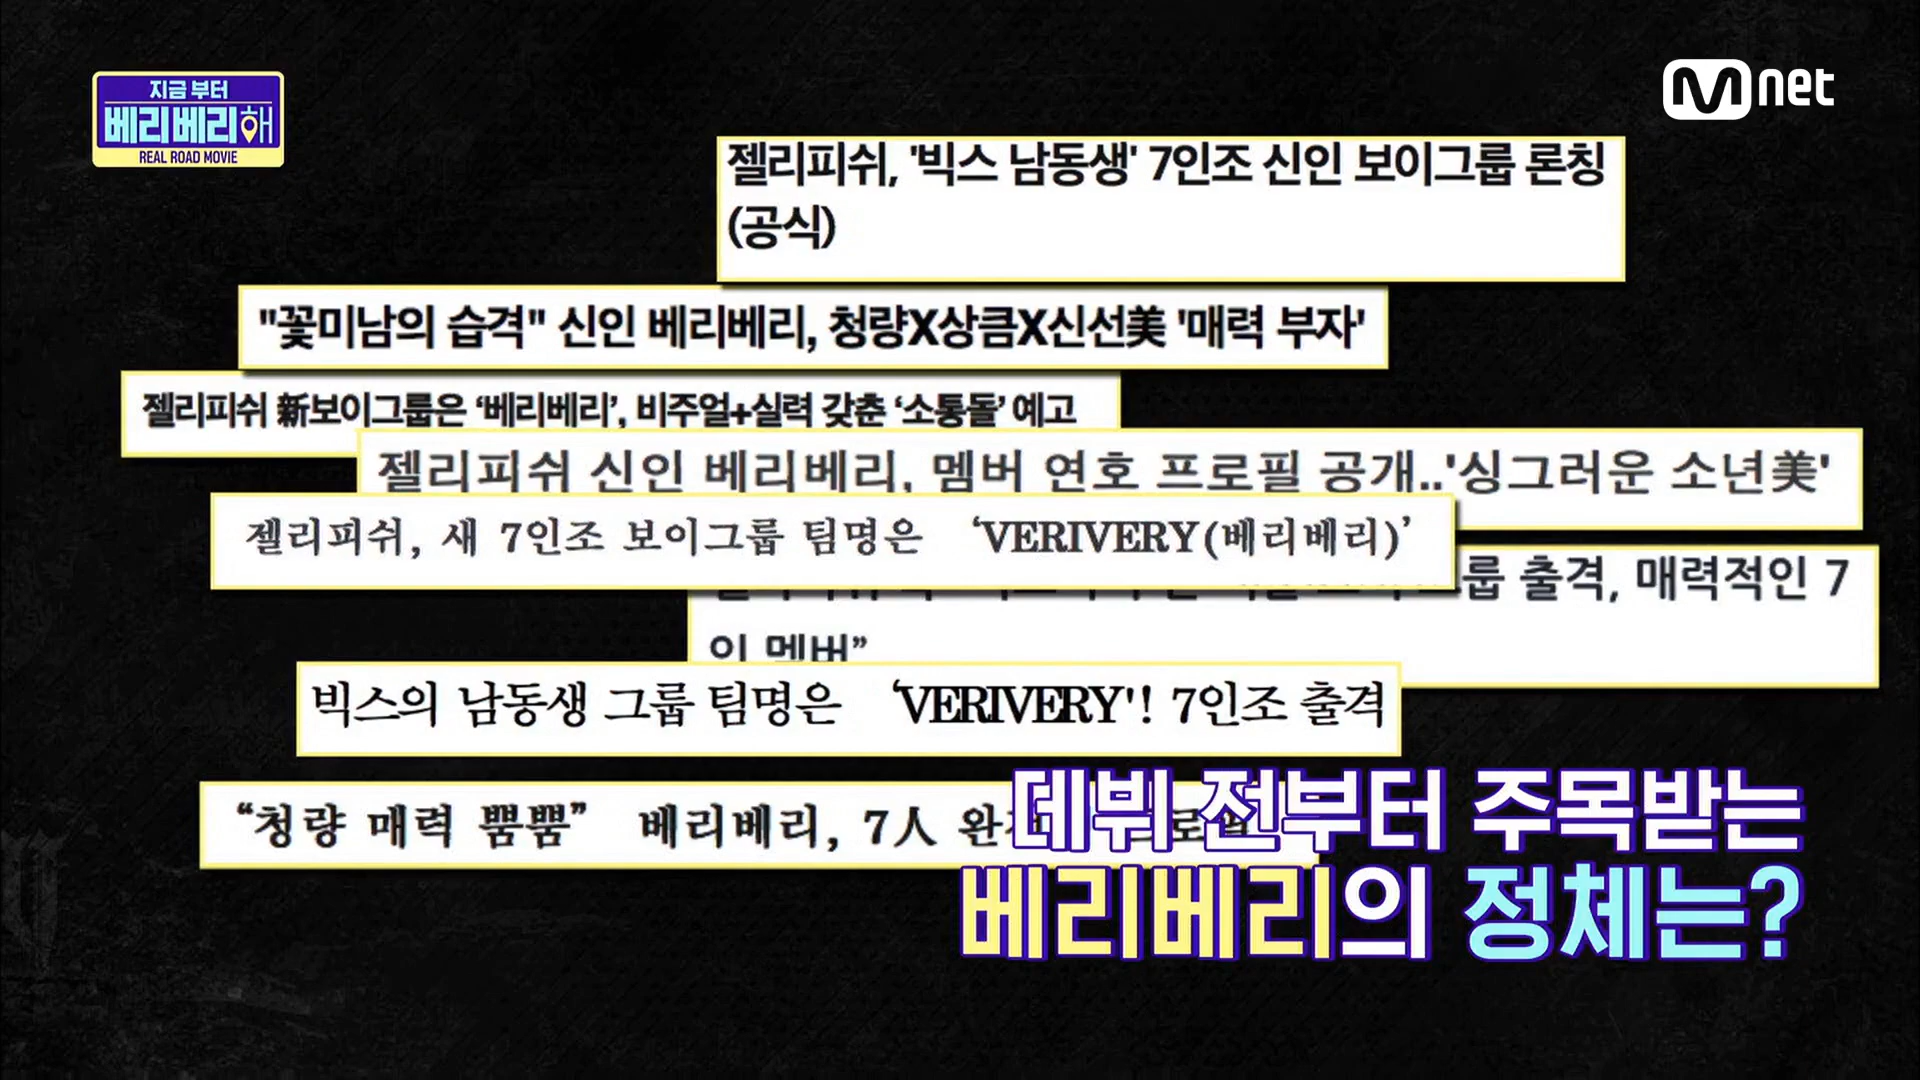 지금 부터
베리베리해
REAL ROAD MOVIE
Mnet
젤리피쉬, '빅스 남동생' 7인조 신인 보이그룹 론칭
(공식)
"꽃미남의 습격" 신인 베리베리, 청량X상큼X신선美 '매력 부자'
젤리피쉬 新보이그룹은 ‘베리베리’, 비주얼+실력 갖춘 ‘소통돌’ 예고
젤리피쉬 신인 베리베리, 멤버 연호 프로필 공개..'싱그러운 소년美'
젤리피쉬, 새 7인조 보이그룹 팀명은 ‘VERIVERY(베리베리)’
출격, 매력적인 7
인 멤버”
빅스의 남동생 그룹 팀명은 ‘VERIVERY'! 7인조 출격
“청량 매력 뿜뿜” 베리베리, 7人
데뷔 전부터 주목받는
베리베리의 정체는?